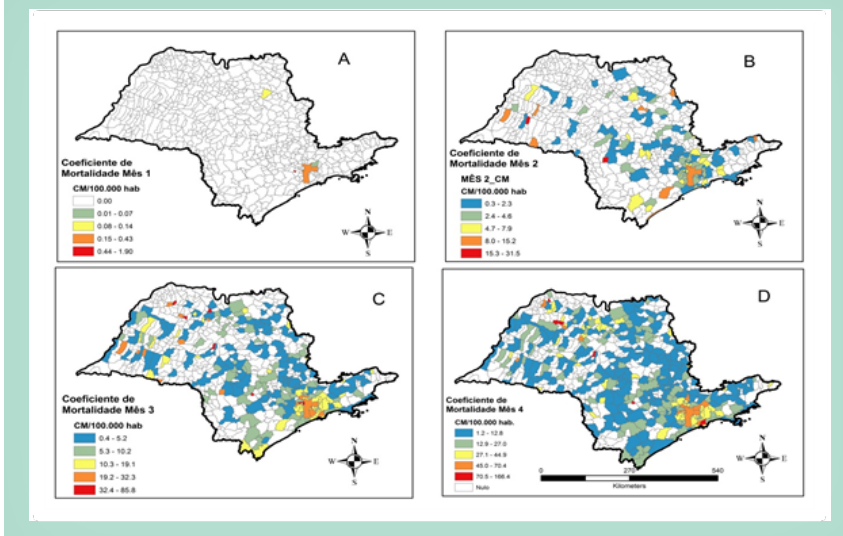 A
Coeficiente de
Mortalidade Mês 1
CM/100.000 hab
0.00
0.01 - 0.07
0.08 - 0.14
0.15 - 0.43
0.44 - 1.90
N
W
E
S
B
Coeficiente de
Mortalidade Mês 2
MÊS 2_CM
CM/100.000 hab
0.3 - 2.3
2.4 - 4.6
4.7 - 7.9
8.0 - 15.2
15.3 - 31.5
N
W
E
S
C
Coeficiente de
Mortalidade Mês 3
CM/100.000 hab
0.4 - 5.2
5.3 - 10.2
10.3 - 19.1
19.2 - 32.3
32.4 - 85.8
N
W
E
S
D
Coeficiente de
Mortalidade Mês 4
CM/100.000 hab.
1.2 - 12.8
12.9 - 27.0
27.1 - 44.9
45.0 - 70.4
70.5 - 166.4
Nulo
0 270 540
Kilometers
N
W
E
S